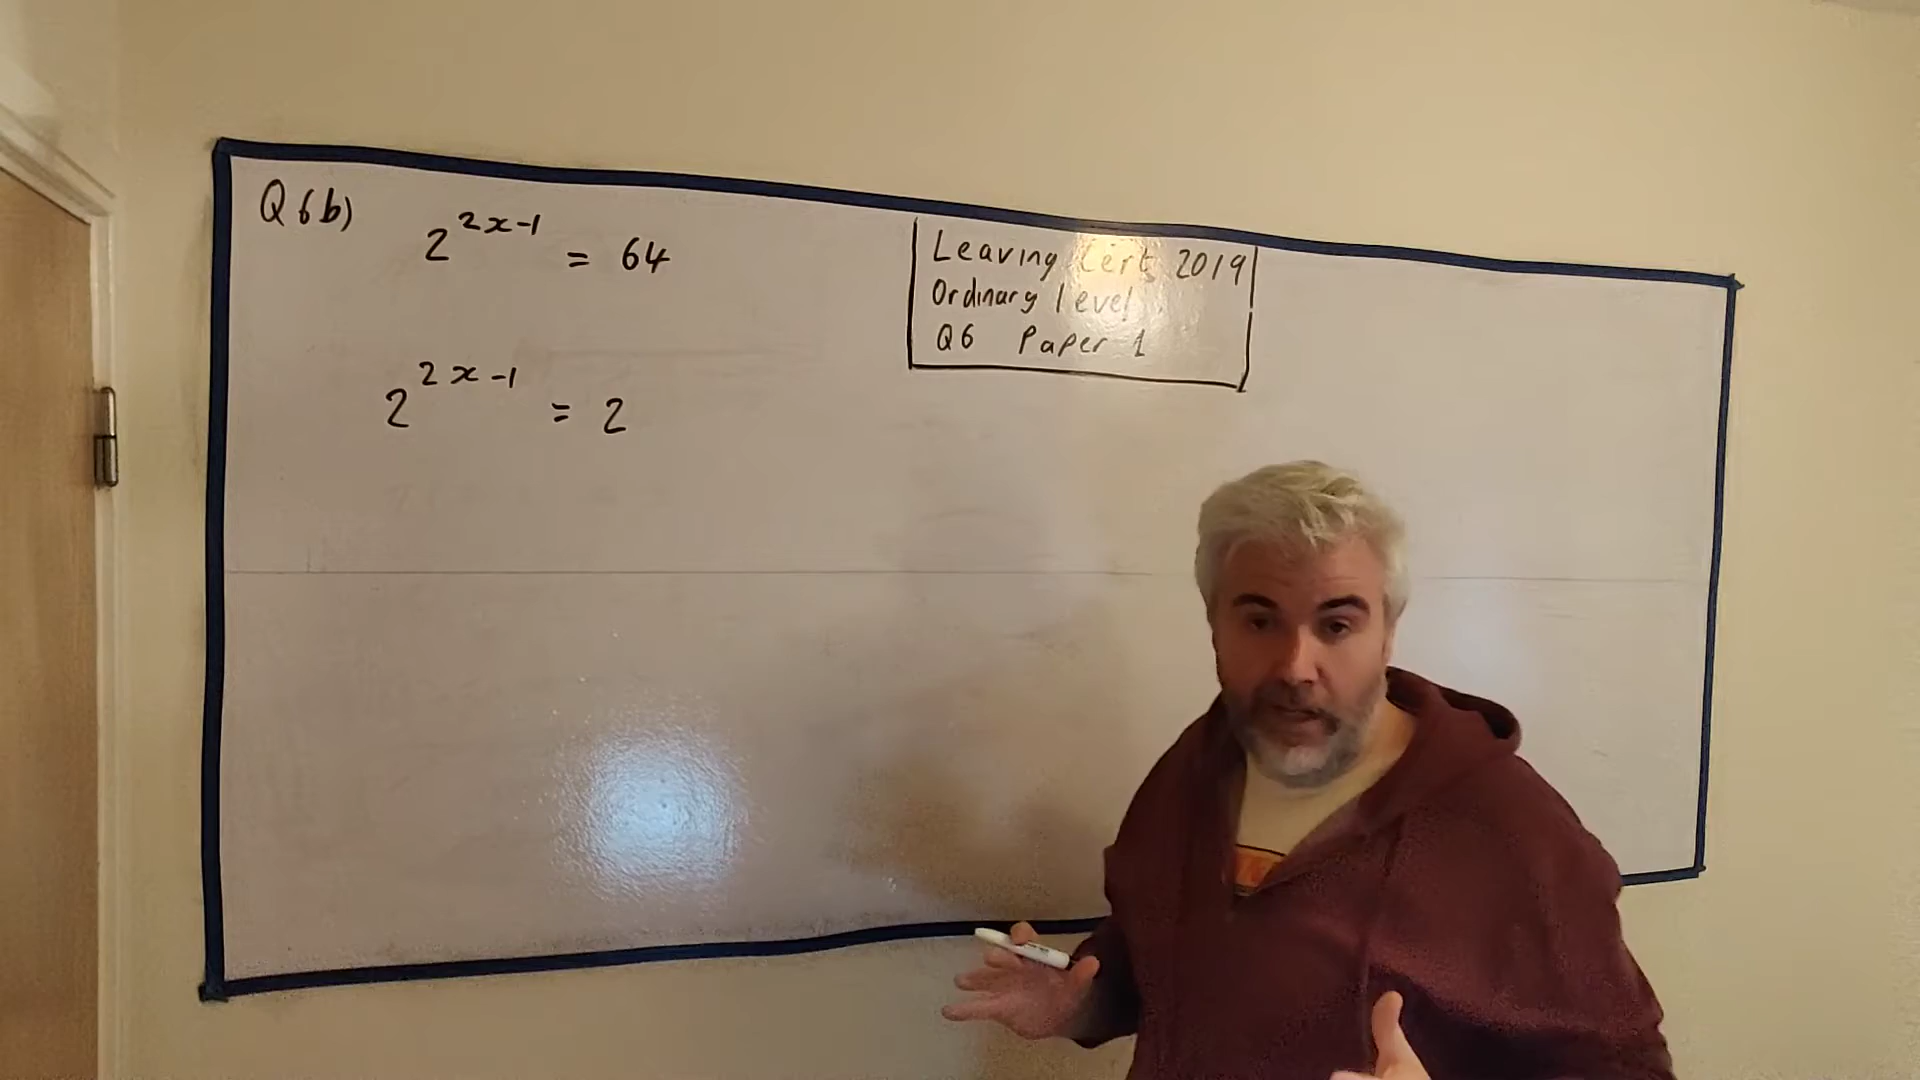 Q6b) 2^{2x-1} = 64
2^{2x-1} = 2
Leaving Cert 2019
Ordinary level
Q6 Paper 1